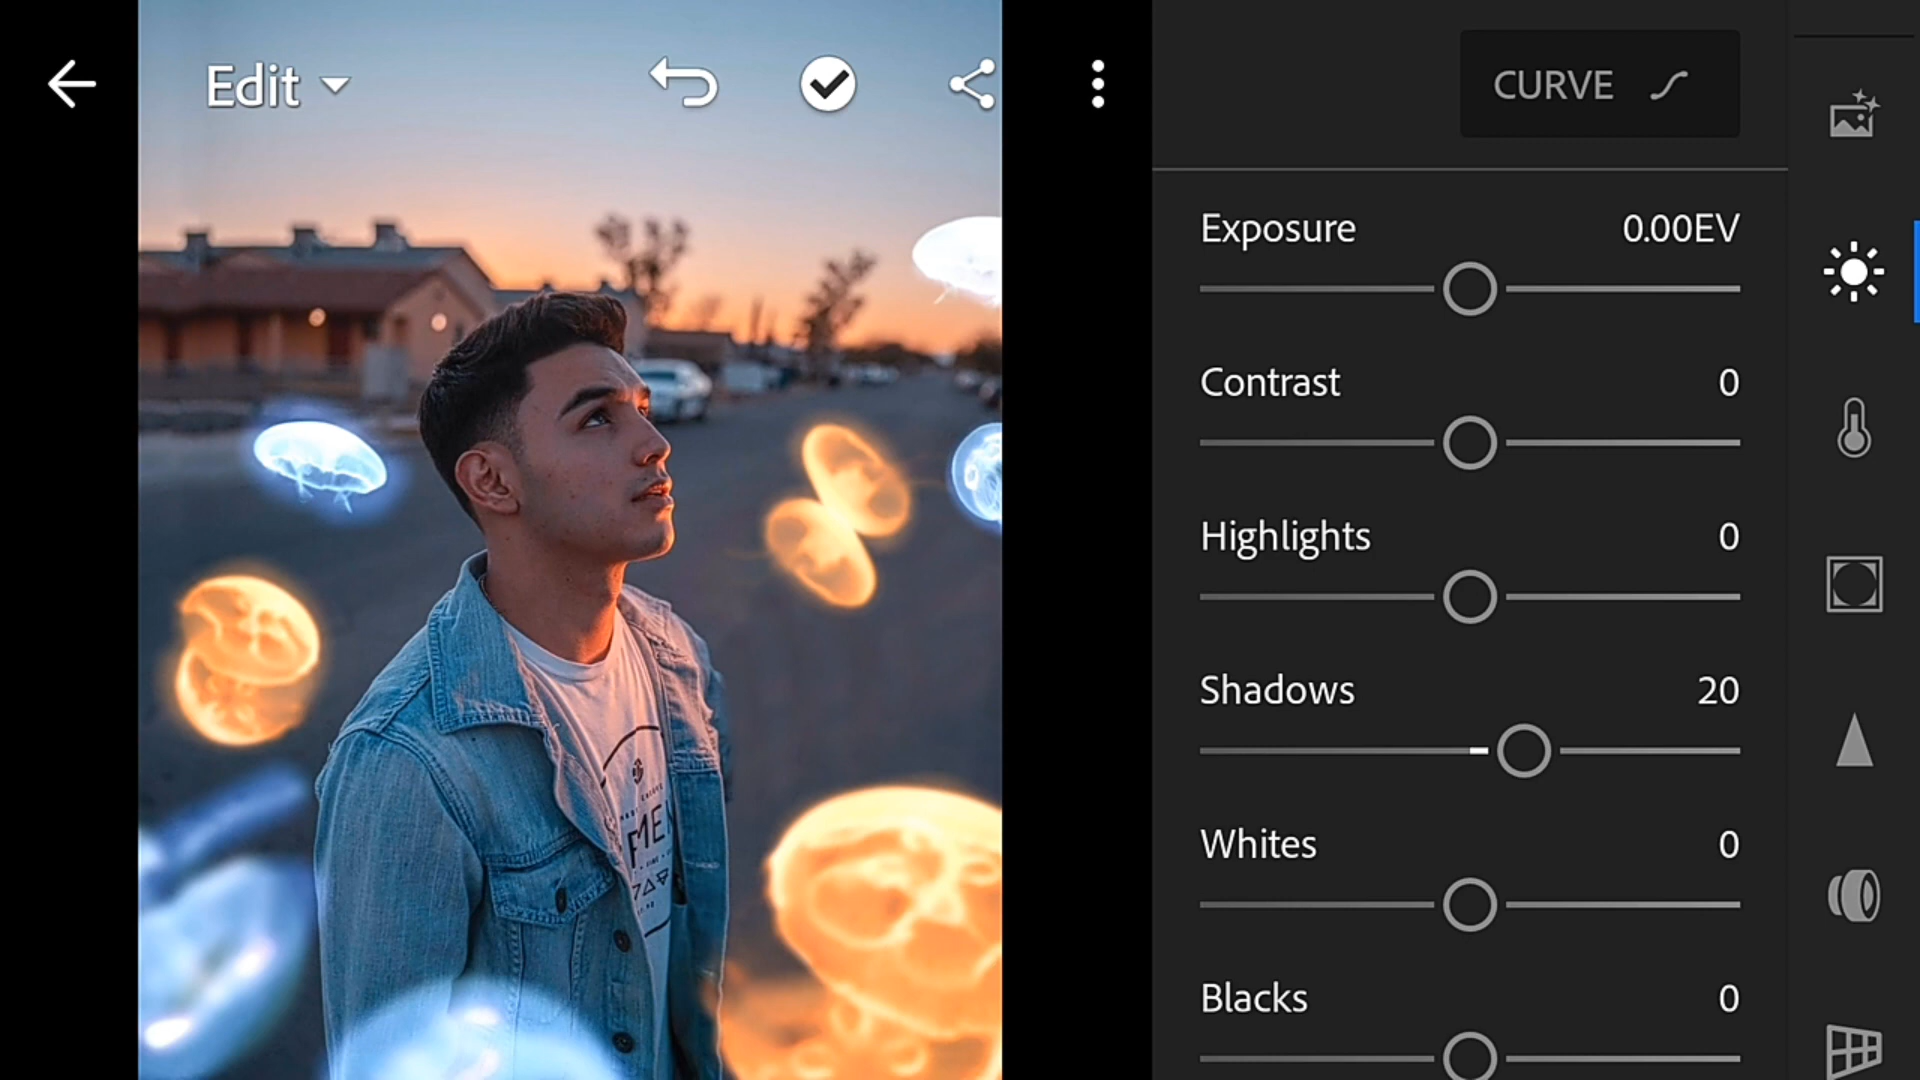 Edit
CURVE
Exposure 0.00EV
Contrast 0
Highlights 0
Shadows 20
Whites 0
Blacks 0